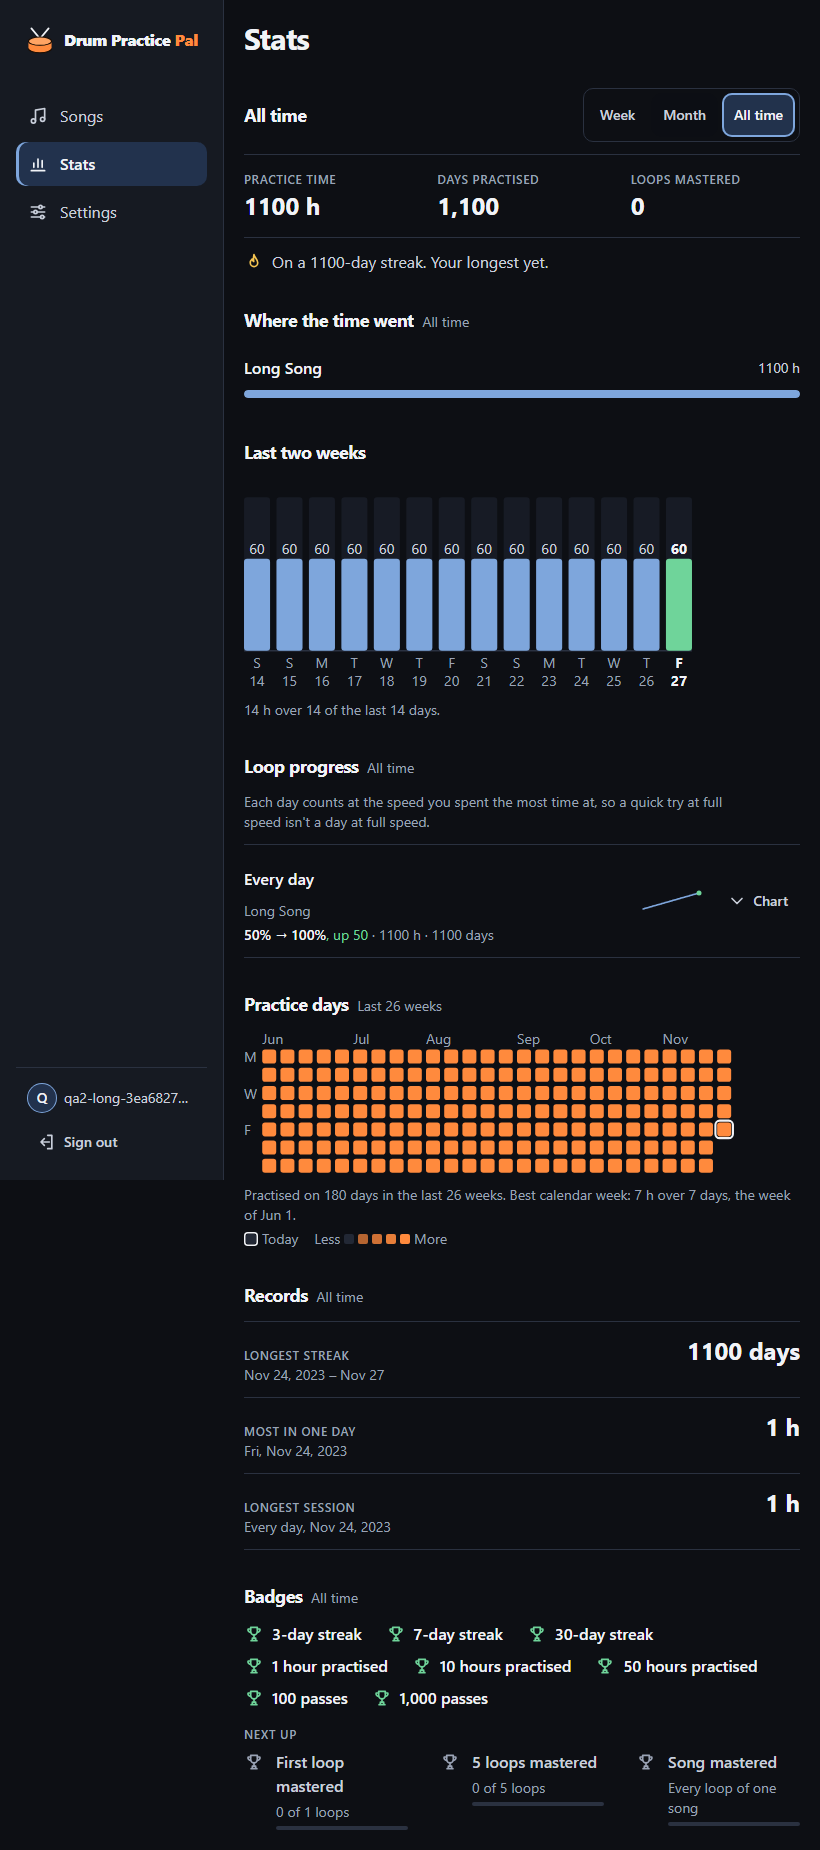 Drum Practice Pal
Songs
Stats
Settings
Q qa2-long-3ea6827...
Sign out
Stats
All time
Week Month All time
PRACTICE TIME DAYS PRACTISED LOOPS MASTERED
1100 h 1,100 0
On a 1100-day streak. Your longest yet.
Where the time went All time
Long Song 1100 h
Last two weeks
60 60 60 60 60 60 60 60 60 60 60 60 60 60
S S M T W T F S S M T W T F
14 15 16 17 18 19 20 21 22 23 24 25 26 27
14 h over 14 of the last 14 days.
Loop progress All time
Each day counts at the speed you spent the most time at, so a quick try at full
speed isn't a day at full speed.
Every day
Long Song
50% → 100%, up 50 · 1100 h · 1100 days
Chart
Practice days Last 26 weeks
Jun Jul Aug Sep Oct Nov
M
W
F
Practised on 180 days in the last 26 weeks. Best calendar week: 7 h over 7 days, the week
of Jun 1.
Today Less More
Records All time
LONGEST STREAK 1100 days
Nov 24, 2023 – Nov 27
MOST IN ONE DAY 1 h
Fri, Nov 24, 2023
LONGEST SESSION 1 h
Every day, Nov 24, 2023
Badges All time
3-day streak 7-day streak 30-day streak
1 hour practised 10 hours practised 50 hours practised
100 passes 1,000 passes
NEXT UP
First loop
mastered
0 of 1 loops
5 loops mastered
0 of 5 loops
Song mastered
Every loop of one
song